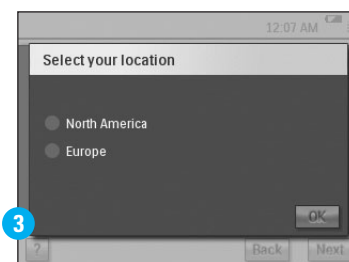 12:07 AM
Select your location
North America
Europe
OK
3
?
Back Next